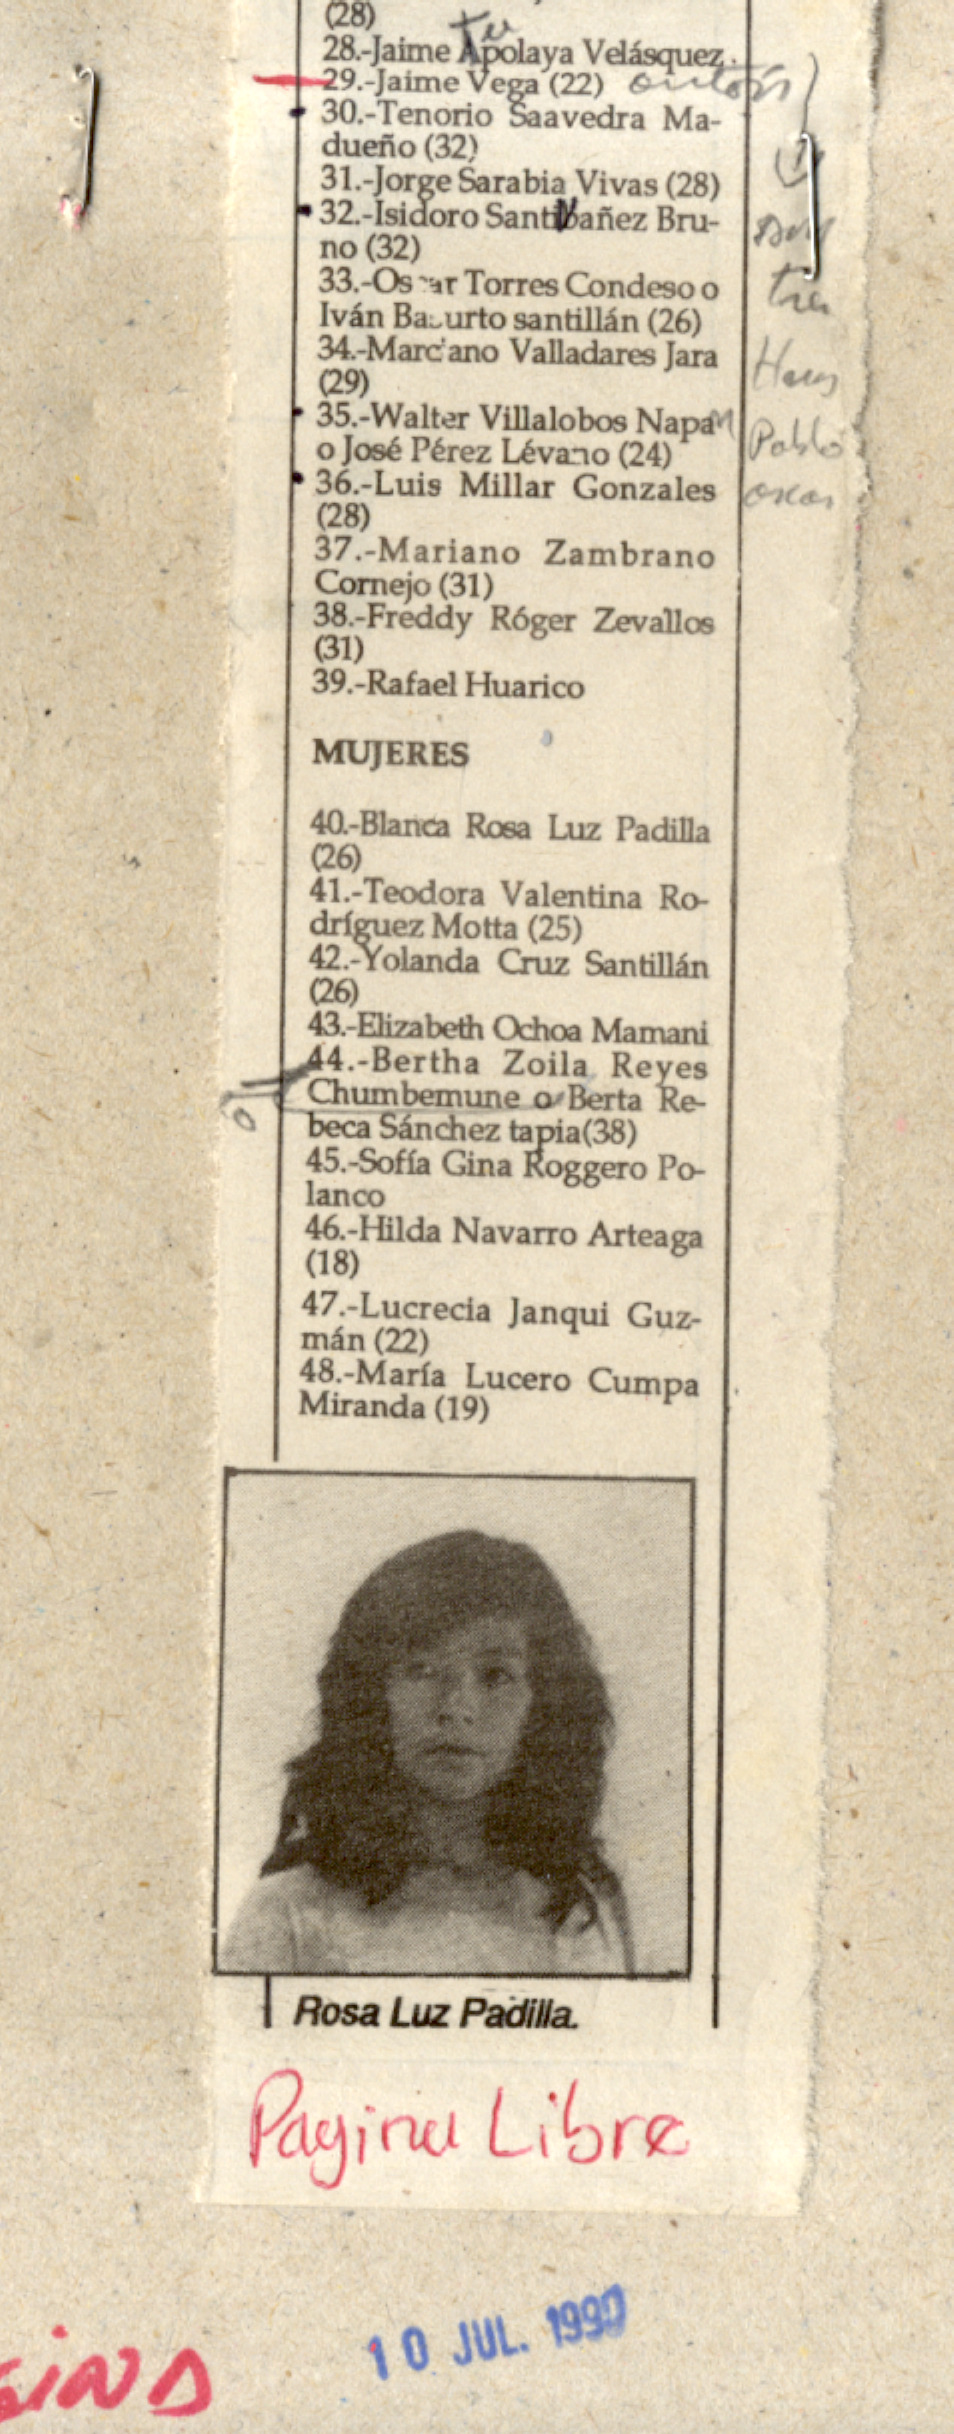 (28)
28.-Jaime Apolaya Velásquez
29.-Jaime Vega (22)
30.-Tenorio Saavedra Ma-
dueño (32)
31.-Jorge Sarabia Vivas (28)
32.-Isidoro Santibañez Bru-
no (32)
33.-Oscar Torres Condeso o
Iván Basurto santillán (26)
34.-Marciano Valladares Jara
(29)
35.-Walter Villalobos Napa
o José Pérez Lévano (24)
Pablo
36.-Luis Millar Gonzales
oscar
(28)
37.-Mariano Zambrano
Cornejo (31)
38.-Freddy Róger Zevallos
(31)
39.-Rafael Huarico
MUJERES
40.-Blanca Rosa Luz Padilla
(26)
41.-Teodora Valentina Ro-
dríguez Motta (25)
42.-Yolanda Cruz Santillán
(26)
43.-Elizabeth Ochoa Mamani
44.-Bertha Zoila Reyes
Chumbemune o Berta Re-
beca Sánchez tapia(38)
45.-Sofía Gina Roggero Po-
lanco
46.-Hilda Navarro Arteaga
(18)
47.-Lucrecia Janqui Guz-
mán (22)
48.-María Lucero Cumpa
Miranda (19)
Rosa Luz Padilla.
Pagina Libre
10 JUL. 1990